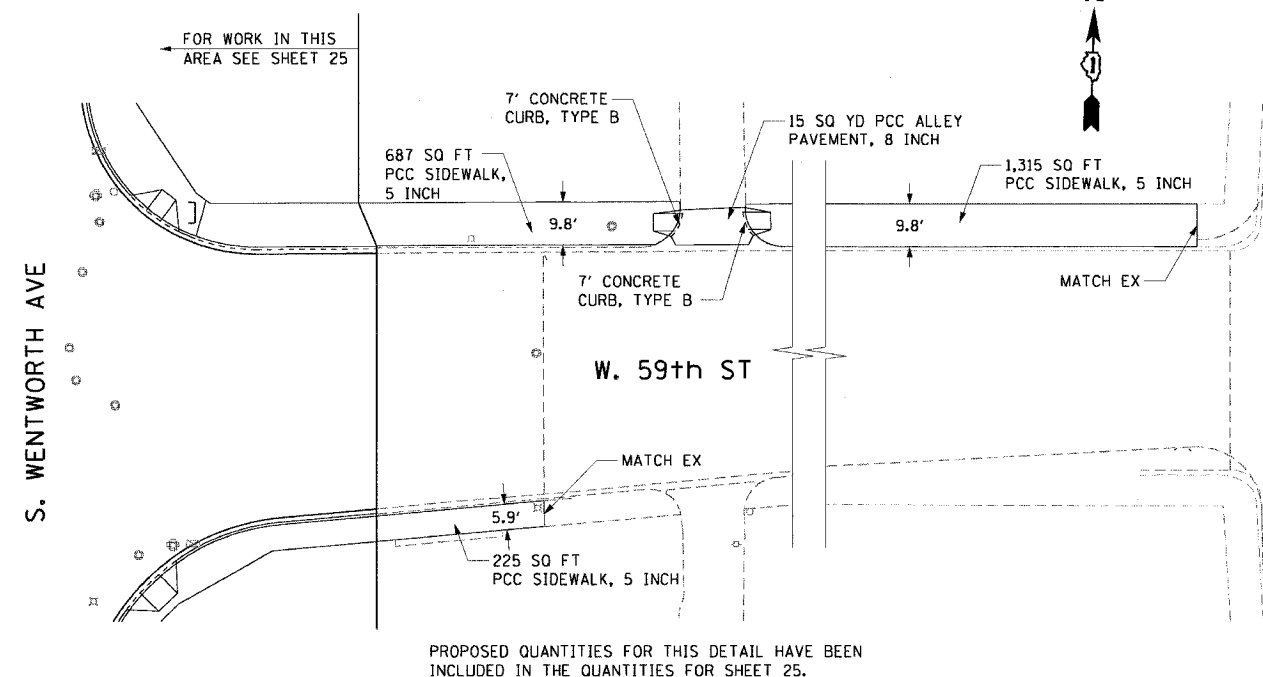 FOR WORK IN THIS
AREA SEE SHEET 25
7' CONCRETE
CURB, TYPE B
15 SQ YD PCC ALLEY
PAVEMENT, 8 INCH
687 SQ FT
PCC SIDEWALK,
5 INCH
1,315 SQ FT
PCC SIDEWALK, 5 INCH
9.8'
9.8'
7' CONCRETE
CURB, TYPE B
MATCH EX
S. WENTWORTH AVE
W. 59th ST
MATCH EX
5.9'
225 SQ FT
PCC SIDEWALK, 5 INCH
PROPOSED QUANTITIES FOR THIS DETAIL HAVE BEEN
INCLUDED IN THE QUANTITIES FOR SHEET 25.